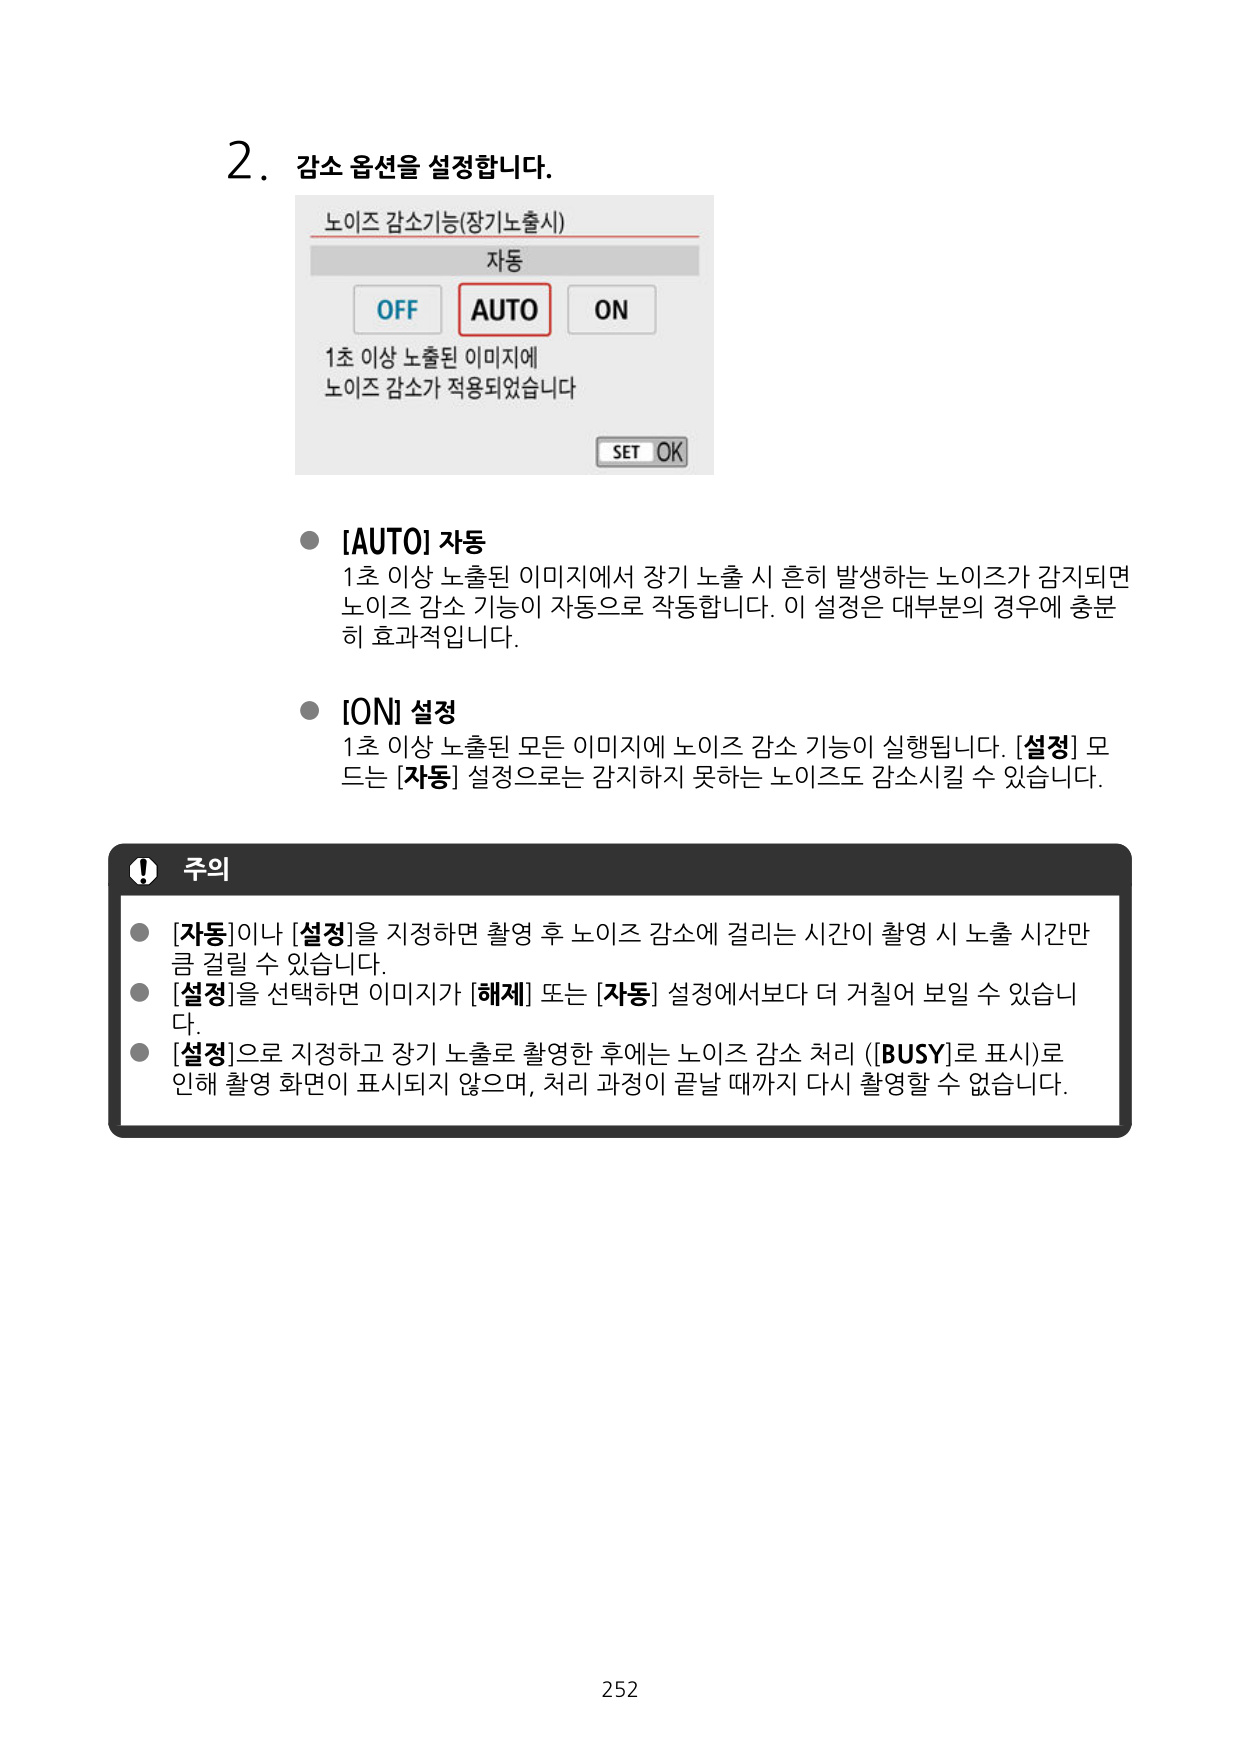 2. 감소 옵션을 설정합니다.
노이즈 감소기능(장기노출시)
자동
OFF AUTO ON
1초 이상 노출된 이미지에
노이즈 감소가 적용되었습니다
SET OK
● [AUTO] 자동
1초 이상 노출된 이미지에서 장기 노출 시 흔히 발생하는 노이즈가 감지되면
노이즈 감소 기능이 자동으로 작동합니다. 이 설정은 대부분의 경우에 충분
히 효과적입니다.
● [ON] 설정
1초 이상 노출된 모든 이미지에 노이즈 감소 기능이 실행됩니다. [설정] 모
드는 [자동] 설정으로는 감지하지 못하는 노이즈도 감소시킬 수 있습니다.
주의
● [자동]이나 [설정]을 지정하면 촬영 후 노이즈 감소에 걸리는 시간이 촬영 시 노출 시간만
큼 걸릴 수 있습니다.
● [설정]을 선택하면 이미지가 [해제] 또는 [자동] 설정에서보다 더 거칠어 보일 수 있습니
다.
● [설정]으로 지정하고 장기 노출로 촬영한 후에는 노이즈 감소 처리 ([BUSY]로 표시)로
인해 촬영 화면이 표시되지 않으며, 처리 과정이 끝날 때까지 다시 촬영할 수 없습니다.
252